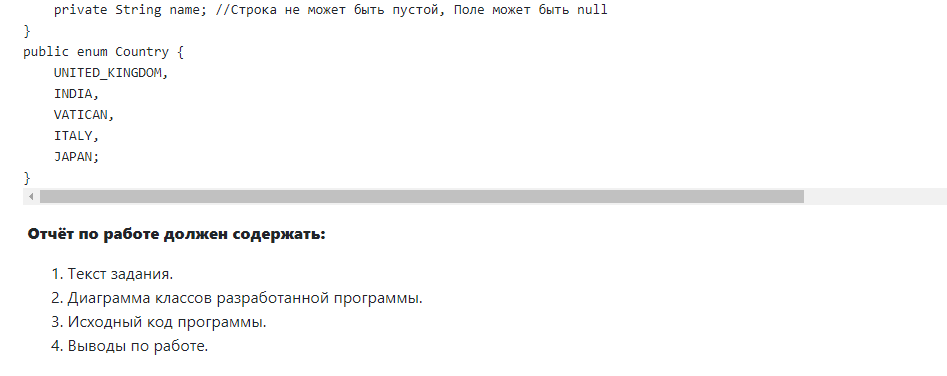 private String name; //Строка не может быть пустой, Поле может быть null
}
public enum Country {
UNITED_KINGDOM,
INDIA,
VATICAN,
ITALY,
JAPAN;
}
Отчёт по работе должен содержать:
1. Текст задания.
2. Диаграмма классов разработанной программы.
3. Исходный код программы.
4. Выводы по работе.